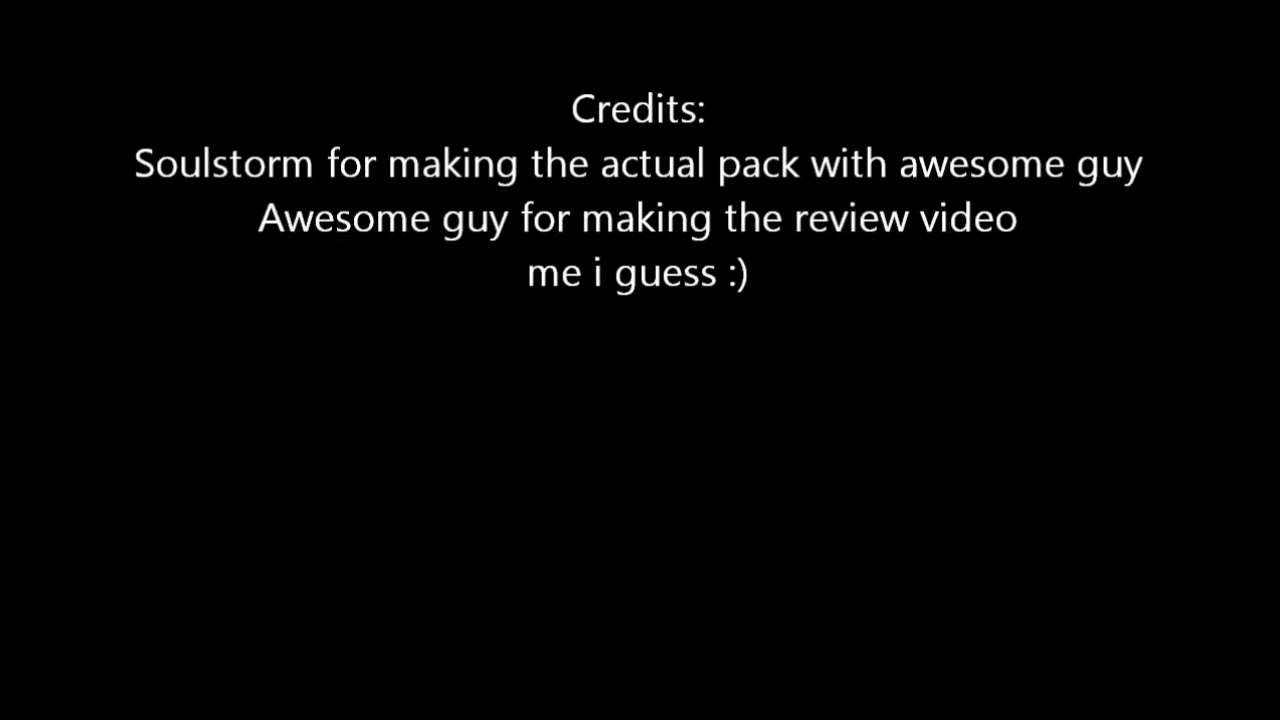 Credits:
Soulstorm for making the actual pack with awesome guy
Awesome guy for making the review video
me i guess :)